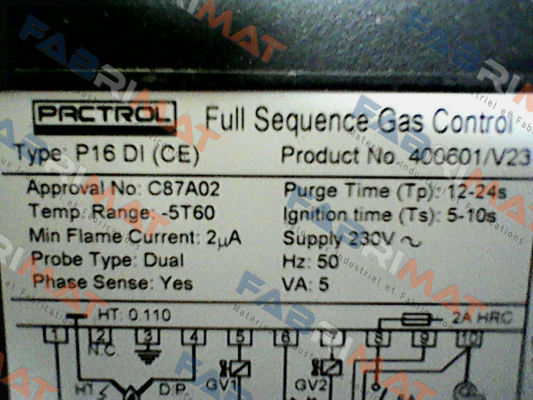 PACTROL Full Sequence Gas Control
Type: P16 DI (CE) Product No. 400601/V23
Approval No: C87A02 Purge Time (Tp): 12-24s
Temp. Range: -5T60 Ignition time (Ts): 5-10s
Min Flame Current: 2µA Supply 230V ~
Probe Type: Dual Hz: 50
Phase Sense: Yes VA: 5
HT: 0.110 2A HRC
1 2 3 4 5 6 7 8 9 10
N.C.
HT D.P. GV1 GV2
FABRIMAT